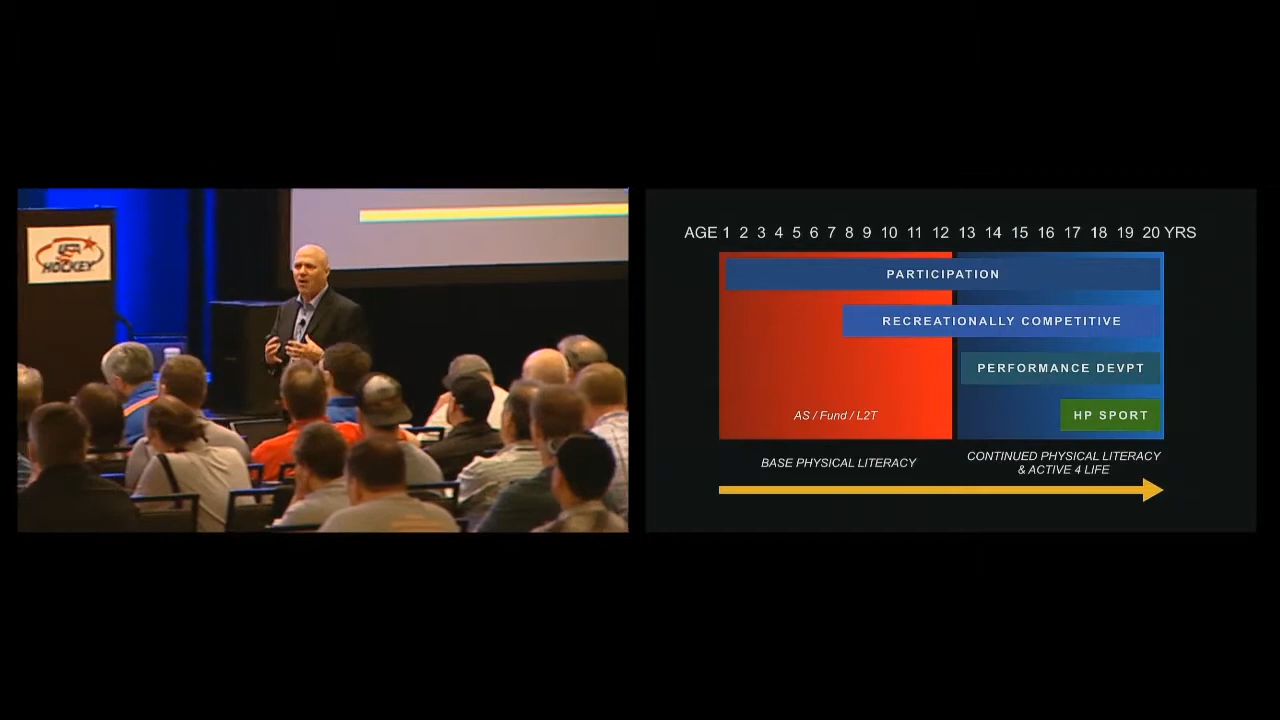 USA
HOCKEY
AGE 1 2 3 4 5 6 7 8 9 10 11 12 13 14 15 16 17 18 19 20 YRS
PARTICIPATION
RECREATIONALLY COMPETITIVE
PERFORMANCE DEVPT
AS / Fund / L2T
HP SPORT
BASE PHYSICAL LITERACY
CONTINUED PHYSICAL LITERACY
& ACTIVE 4 LIFE